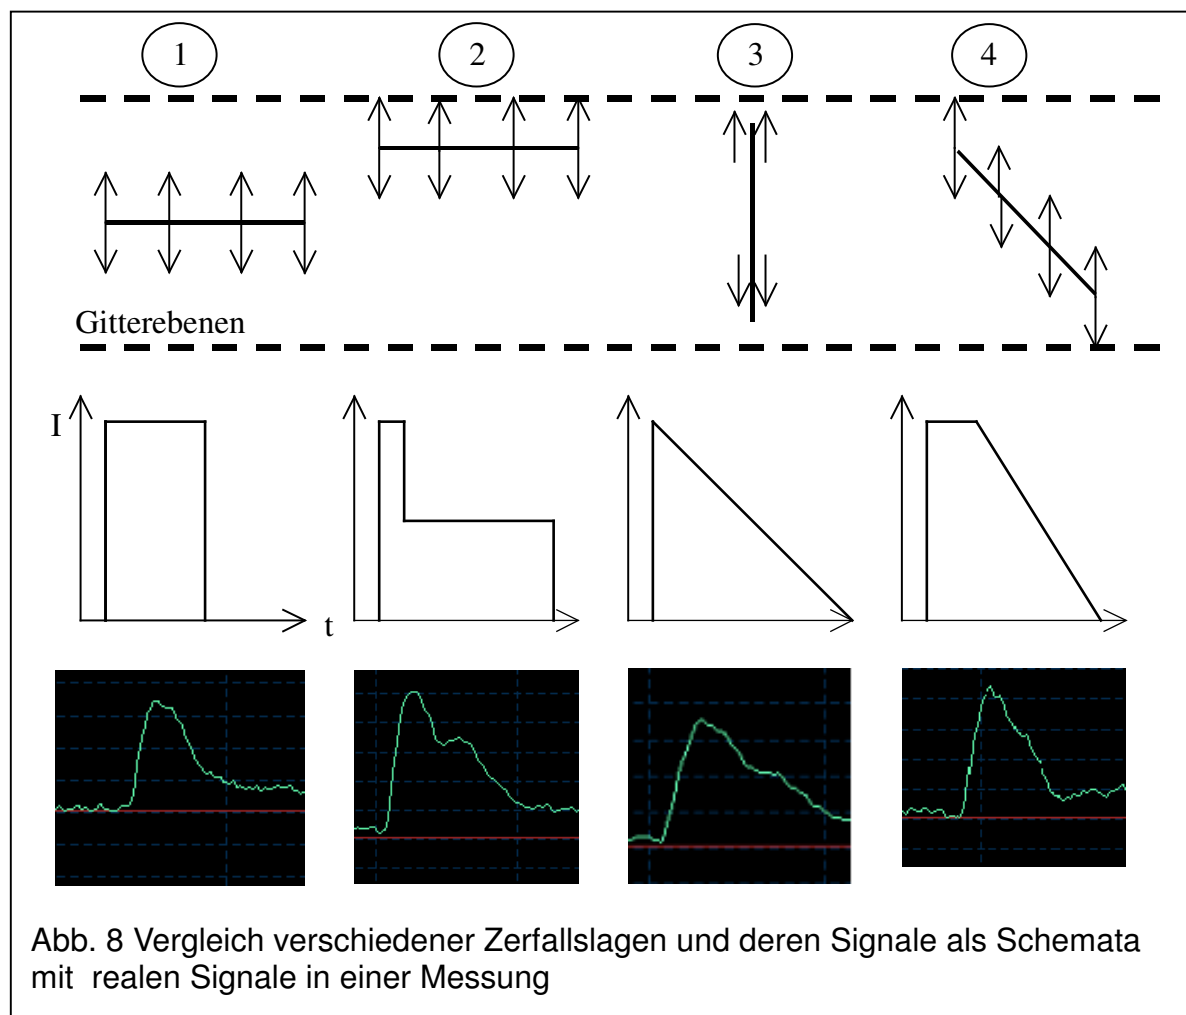 1 2 3 4
Gitterebenen
I
t
Abb. 8 Vergleich verschiedener Zerfallslagen und deren Signale als Schemata
mit realen Signale in einer Messung